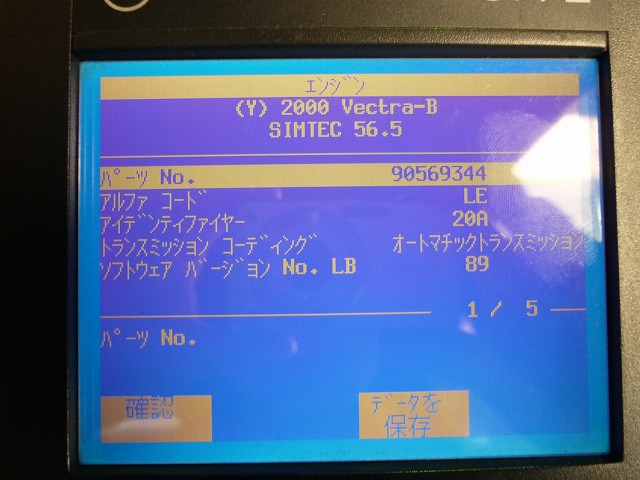 エンジン
(Y) 2000 Vectra-B
SIMTEC 56.5
パーツ No. 90569344
アルファ コード LE
アイデンティファイヤー 20A
トランスミッション コーディング オートマチックトランスミッション
ソフトウェア バージョン No. LB 89
1 / 5
パーツ No.
確認
データを
保存